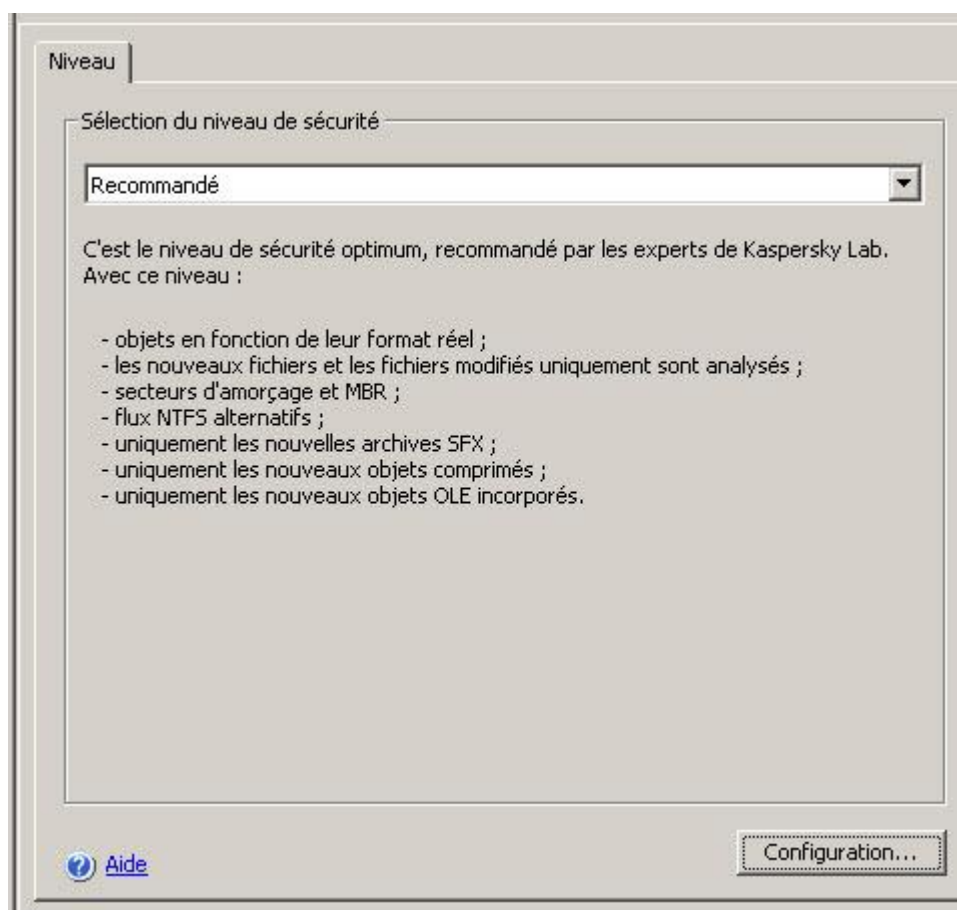 Niveau
Sélection du niveau de sécurité
Recommandé
C'est le niveau de sécurité optimum, recommandé par les experts de Kaspersky Lab.
Avec ce niveau :
- objets en fonction de leur format réel ;
- les nouveaux fichiers et les fichiers modifiés uniquement sont analysés ;
- secteurs d'amorçage et MBR ;
- flux NTFS alternatifs ;
- uniquement les nouvelles archives SFX ;
- uniquement les nouveaux objets comprimés ;
- uniquement les nouveaux objets OLE incorporés.
Aide
Configuration...